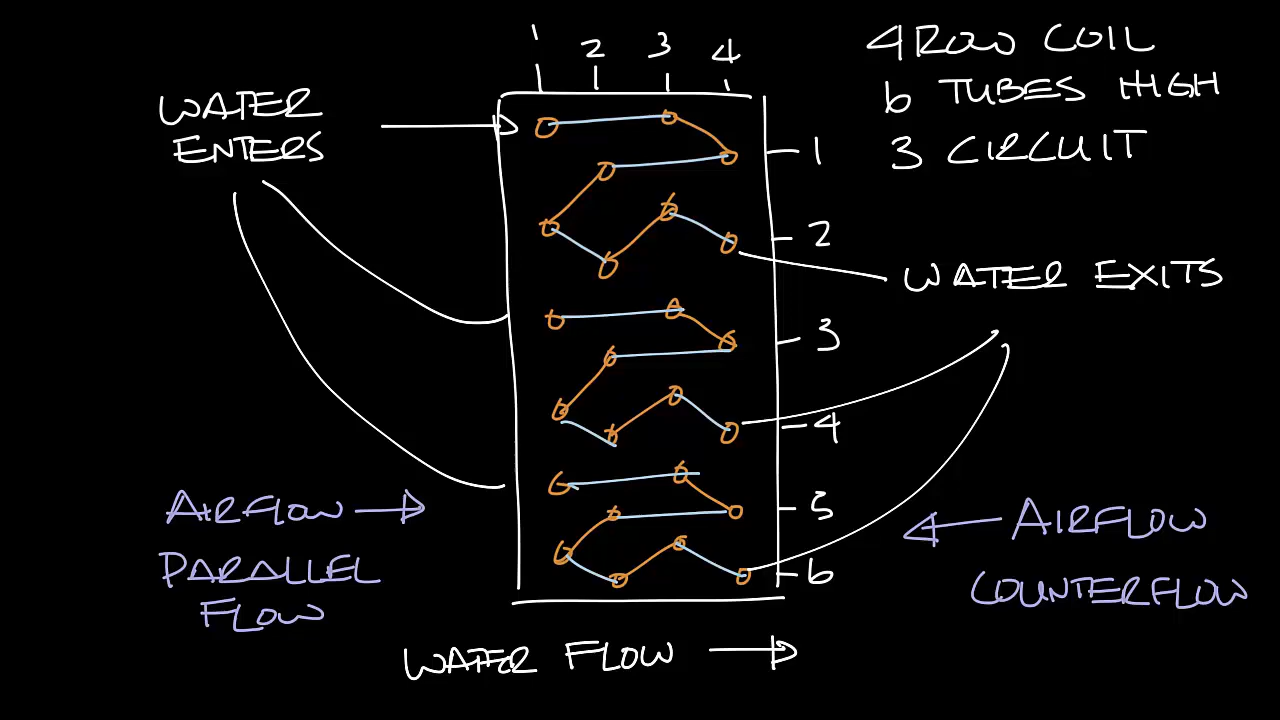 1 2 3 4
4 ROW COIL
6 TUBES HIGH
3 CIRCUIT
WATER
ENTERS
1
2
WATER EXITS
3
4
5
6
AIRFLOW
PARALLEL
FLOW
AIRFLOW
COUNTERFLOW
WATER FLOW